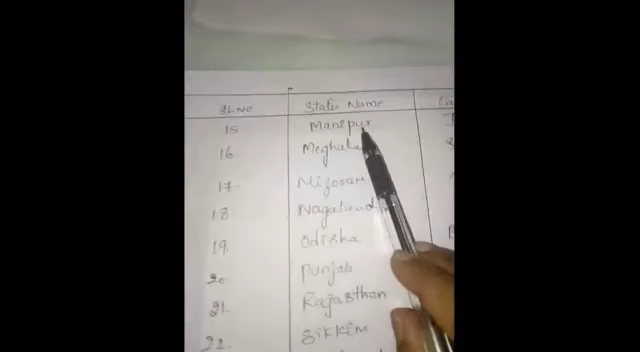 SL NO States Name
15 Manipur
16. Meghala
17. Mizoram
18. Nagaland
19. Odisha
20. Punjab
21. Rajasthan
22. Sikkim